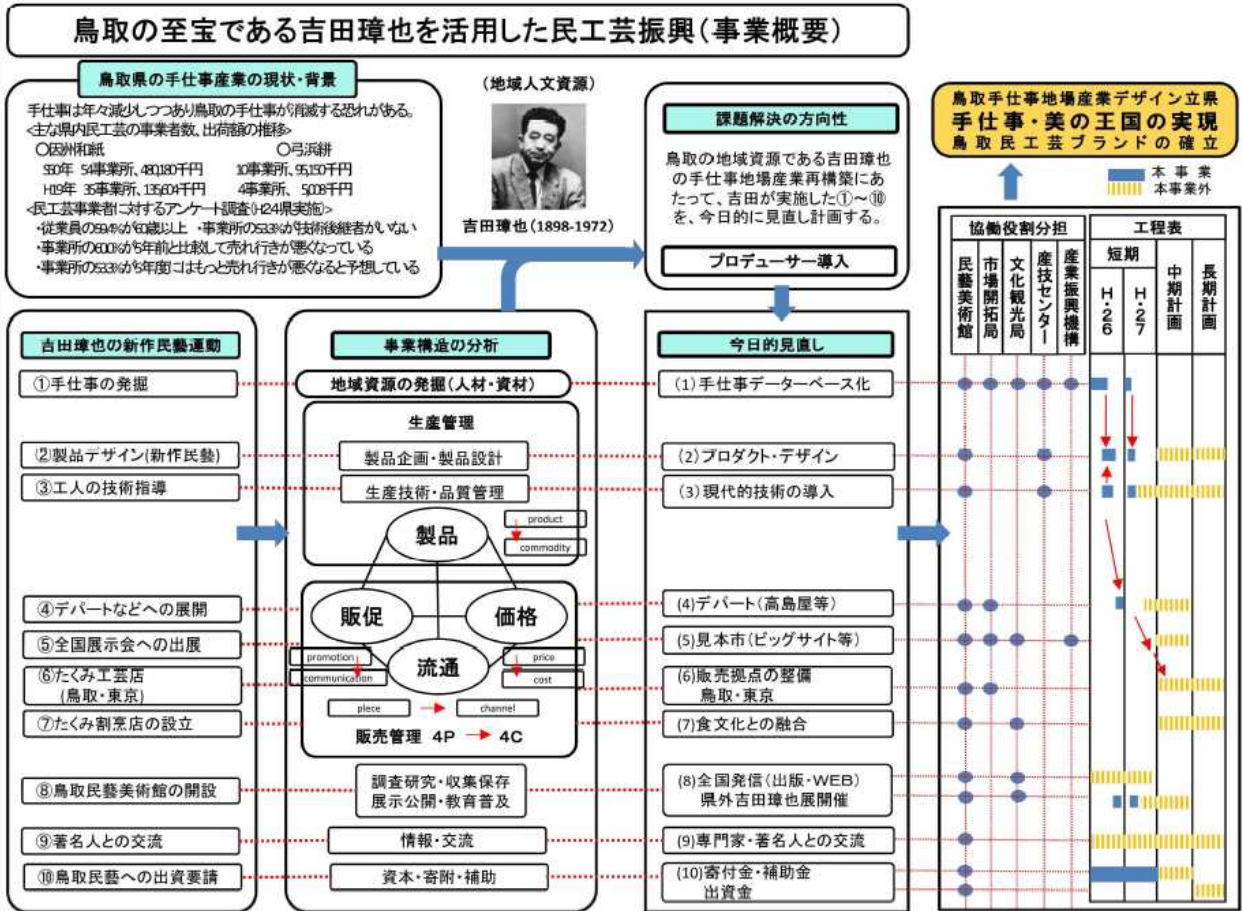 鳥取の至宝である吉田璋也を活用した民工芸振興(事業概要)
鳥取県の手仕事産業の現状・背景
手仕事は年々減少しつつあり鳥取の手仕事が消滅する恐れがある。
<主な県内民工芸の事業者数、出荷額の推移>
○因州和紙 ○弓浜絣
S50年 54事業所、480,180千円 10事業所、95,150千円
H19年 35事業所、135,604千円 4事業所、 5,008千円
<民工芸事業者に対するアンケート調査(H24県実施)>
・従業員の59.4%が60歳以上 ・事業所の53.3%が技術後継者がいない
・事業所の60.0%が5年前と比較して売れ行きが悪くなっている
・事業所の53.3%が5年度にはもっと売れ行きが悪くなると予想している
(地域人文資源)
吉田璋也(1898-1972)
課題解決の方向性
鳥取の地域資源である吉田璋也
の手仕事地場産業再構築にあ
たって、吉田が実施した①~⑩
を、今日的に見直し計画する。
プロデューサー導入
鳥取手仕事地場産業デザイン立県
手仕事・美の王国の実現
鳥取民工芸ブランドの確立
本事業
本事業外
協働役割分担
民藝美術館
市場開拓局
文化観光局
産技センター
産業振興機構
工程表
短期
H・26
H・27
中期計画
長期計画
吉田璋也の新作民藝運動
①手仕事の発掘
②製品デザイン(新作民藝)
③工人の技術指導
④デパートなどへの展開
⑤全国展示会への出展
⑥たくみ工芸店
(鳥取・東京)
⑦たくみ割烹店の設立
⑧鳥取民藝美術館の開設
⑨著名人との交流
⑩鳥取民藝への出資要請
事業構造の分析
地域資源の発掘(人材・資材)
生産管理
製品企画・製品設計
生産技術・品質管理
製品
product
commodity
販促
価格
流通
promotion
communication
price
cost
plece
channel
販売管理 4P 4C
調査研究・収集保存
展示公開・教育普及
情報・交流
資本・寄附・補助
今日的見直し
(1)手仕事データーベース化
(2)プロダクト・デザイン
(3)現代的技術の導入
(4)デパート(高島屋等)
(5)見本市(ビッグサイト等)
(6)販売拠点の整備
鳥取・東京
(7)食文化との融合
(8)全国発信(出版・WEB)
県外吉田璋也展開催
(9)専門家・著名人との交流
(10)寄付金・補助金
出資金